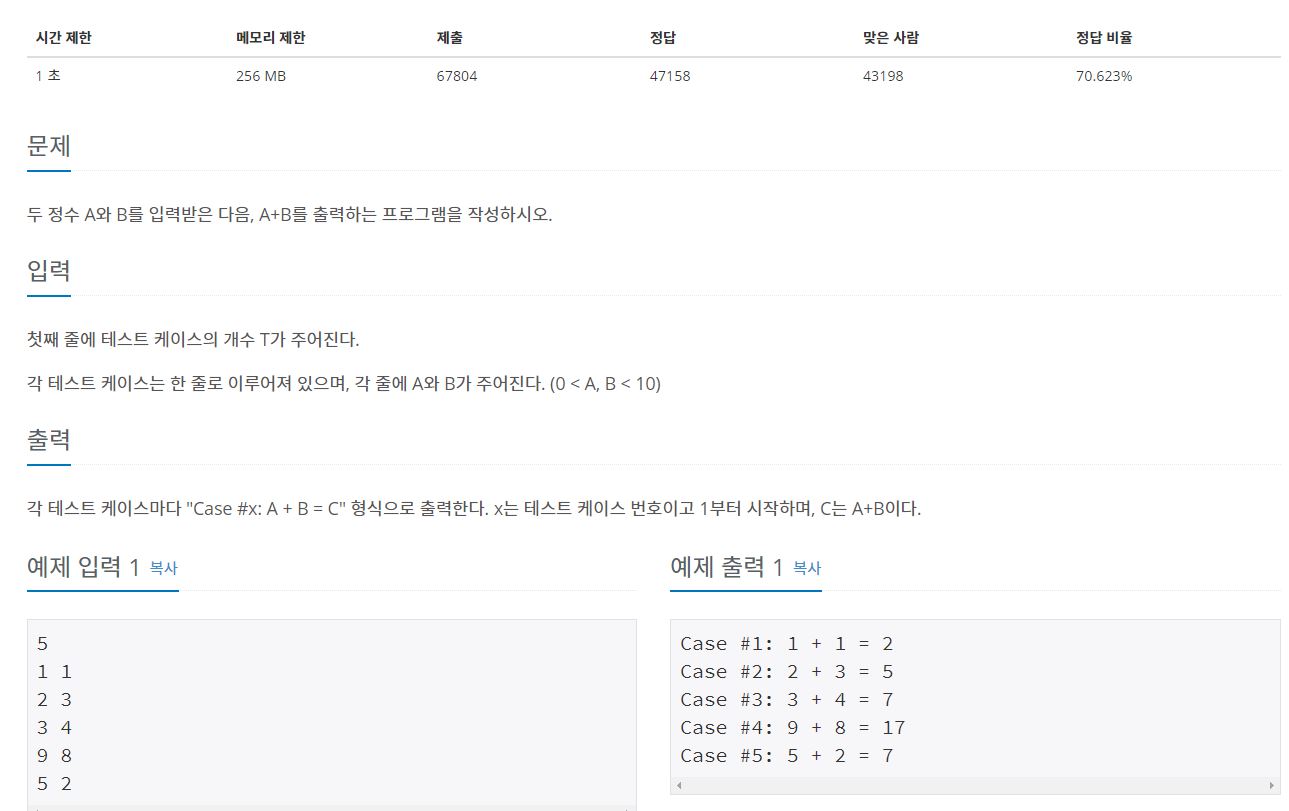 시간 제한 메모리 제한 제출 정답 맞은 사람 정답 비율
1 초 256 MB 67804 47158 43198 70.623%
문제
두 정수 A와 B를 입력받은 다음, A+B를 출력하는 프로그램을 작성하시오.
입력
첫째 줄에 테스트 케이스의 개수 T가 주어진다.
각 테스트 케이스는 한 줄로 이루어져 있으며, 각 줄에 A와 B가 주어진다. (0 < A, B < 10)
출력
각 테스트 케이스마다 "Case #x: A + B = C" 형식으로 출력한다. x는 테스트 케이스 번호이고 1부터 시작하며, C는 A+B이다.
예제 입력 1 복사
5
1 1
2 3
3 4
9 8
5 2
예제 출력 1 복사
Case #1: 1 + 1 = 2
Case #2: 2 + 3 = 5
Case #3: 3 + 4 = 7
Case #4: 9 + 8 = 17
Case #5: 5 + 2 = 7